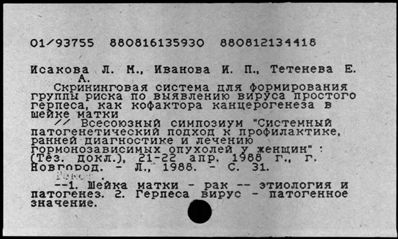 01/93755 880816135930 880812134418
Исакова Л. М., Иванова И. П., Тетенева Е.
А.
Скрининговая система для формирования
группы риска по выявлению вируса простого
герпеса, как кофактора канцерогенеза в
шейке матки
// Всесоюзный симпозиум "Системный
патогенетический подход к профилактике,
ранней диагностике и лечению
гормонозависимых опухолей у женщин" :
(Тез. докл.), 21-22 апр. 1988 г., г.
Новгород. - Л., 1988. - С. 31.
--1. Шейка матки - рак -- этиология и
патогенез. 2. Герпеса вирус - патогенное
значение.